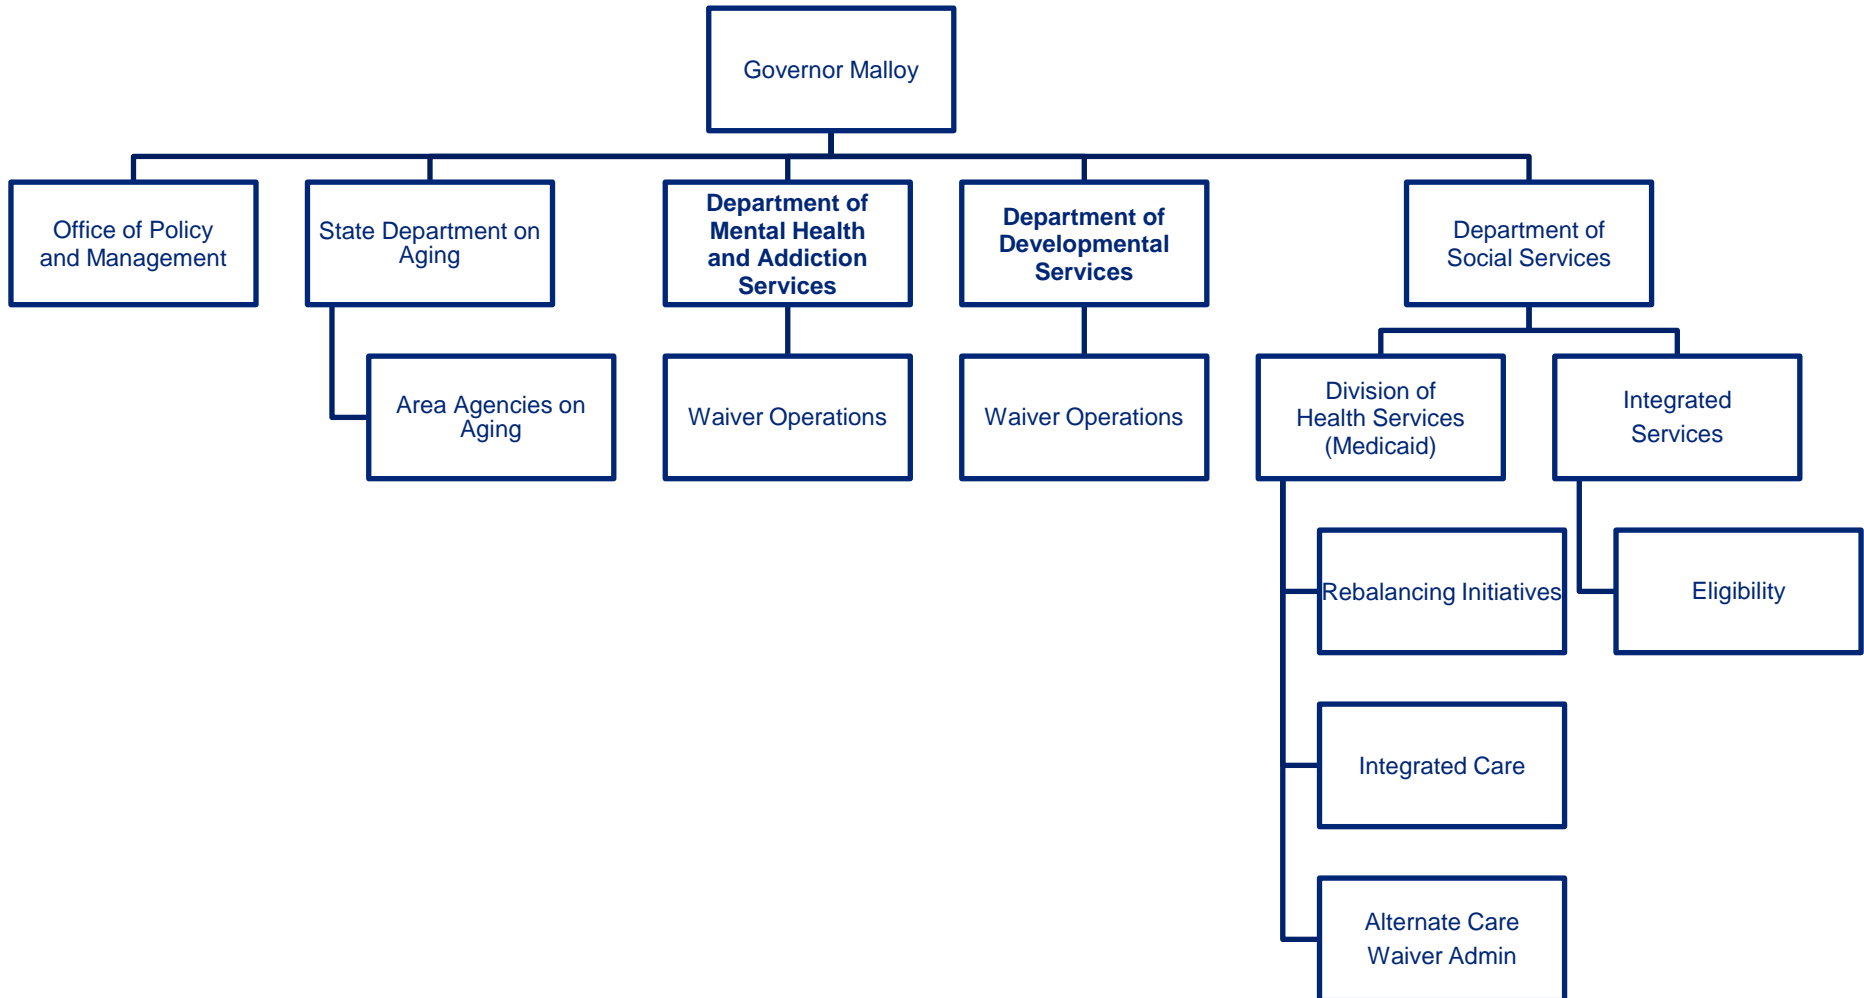 Governor Malloy
Office of Policy
and Management
State Department on
Aging
Department of
Mental Health
and Addiction
Services
Department of
Developmental
Services
Department of
Social Services
Area Agencies on
Aging
Waiver Operations
Waiver Operations
Division of
Health Services
(Medicaid)
Integrated
Services
Rebalancing Initiatives
Eligibility
Integrated Care
Alternate Care
Waiver Admin